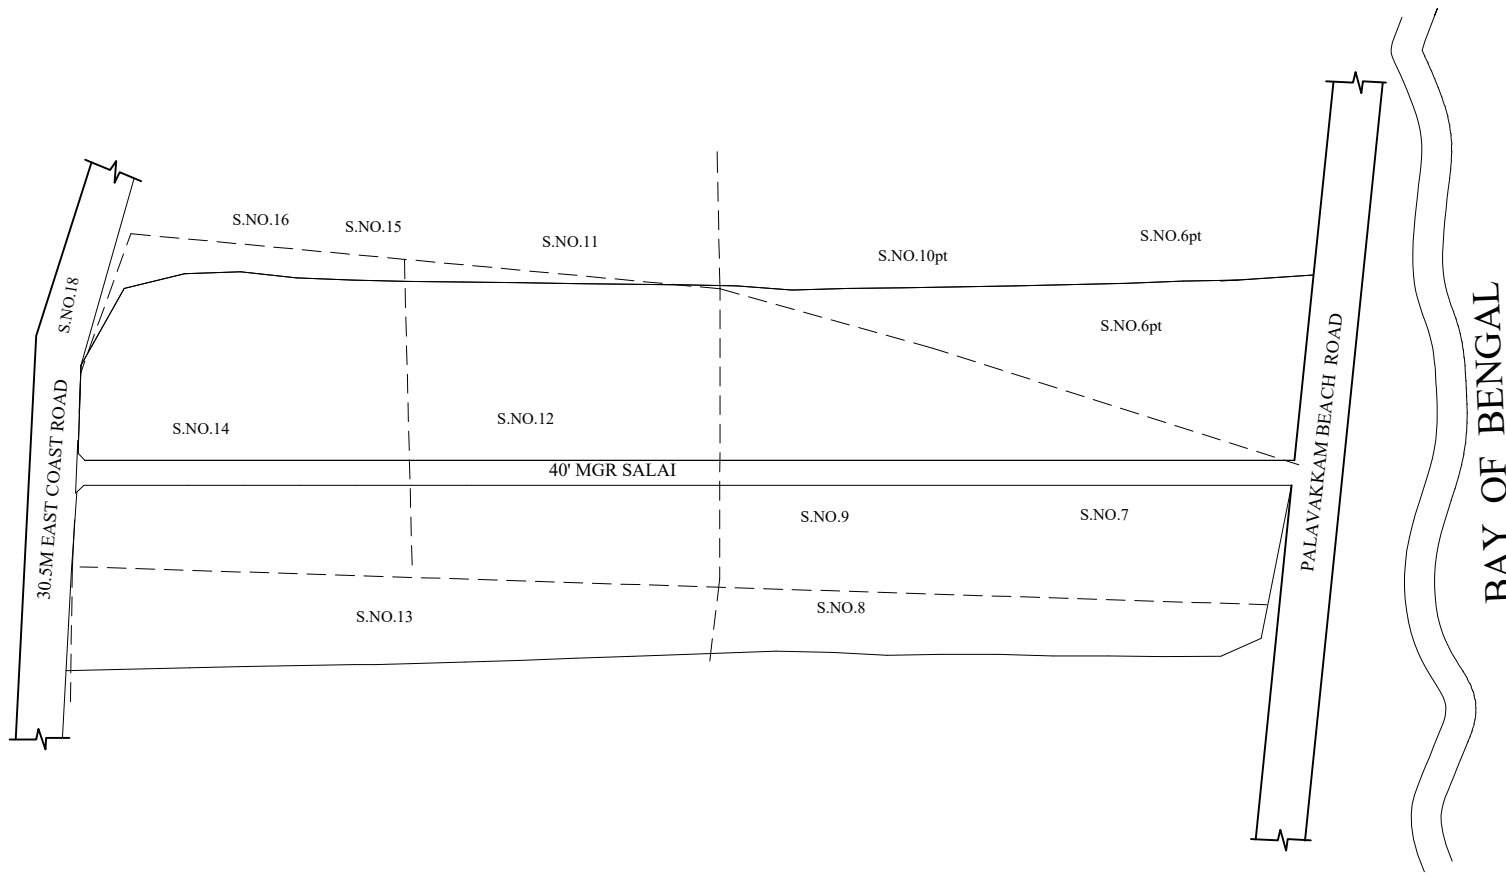 S.NO.16
S.NO.15
S.NO.11
S.NO.10pt
S.NO.6pt
S.NO.18
S.NO.6pt
S.NO.14
S.NO.12
30.5M EAST COAST ROAD
40' MGR SALAI
PALAVAKKAM BEACH ROAD
BAY OF BENGAL
S.NO.9
S.NO.7
S.NO.13
S.NO.8